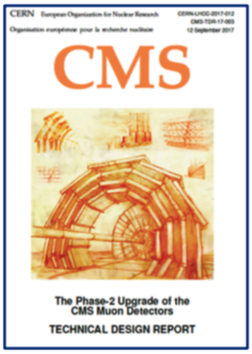 CERN European Organization for Nuclear Research
Organisation européenne pour la recherche nucléaire
CERN-LHCC-2017-012
CMS-TDR-17-003
12 September 2017
CMS
The Phase-2 Upgrade of the
CMS Muon Detectors
TECHNICAL DESIGN REPORT